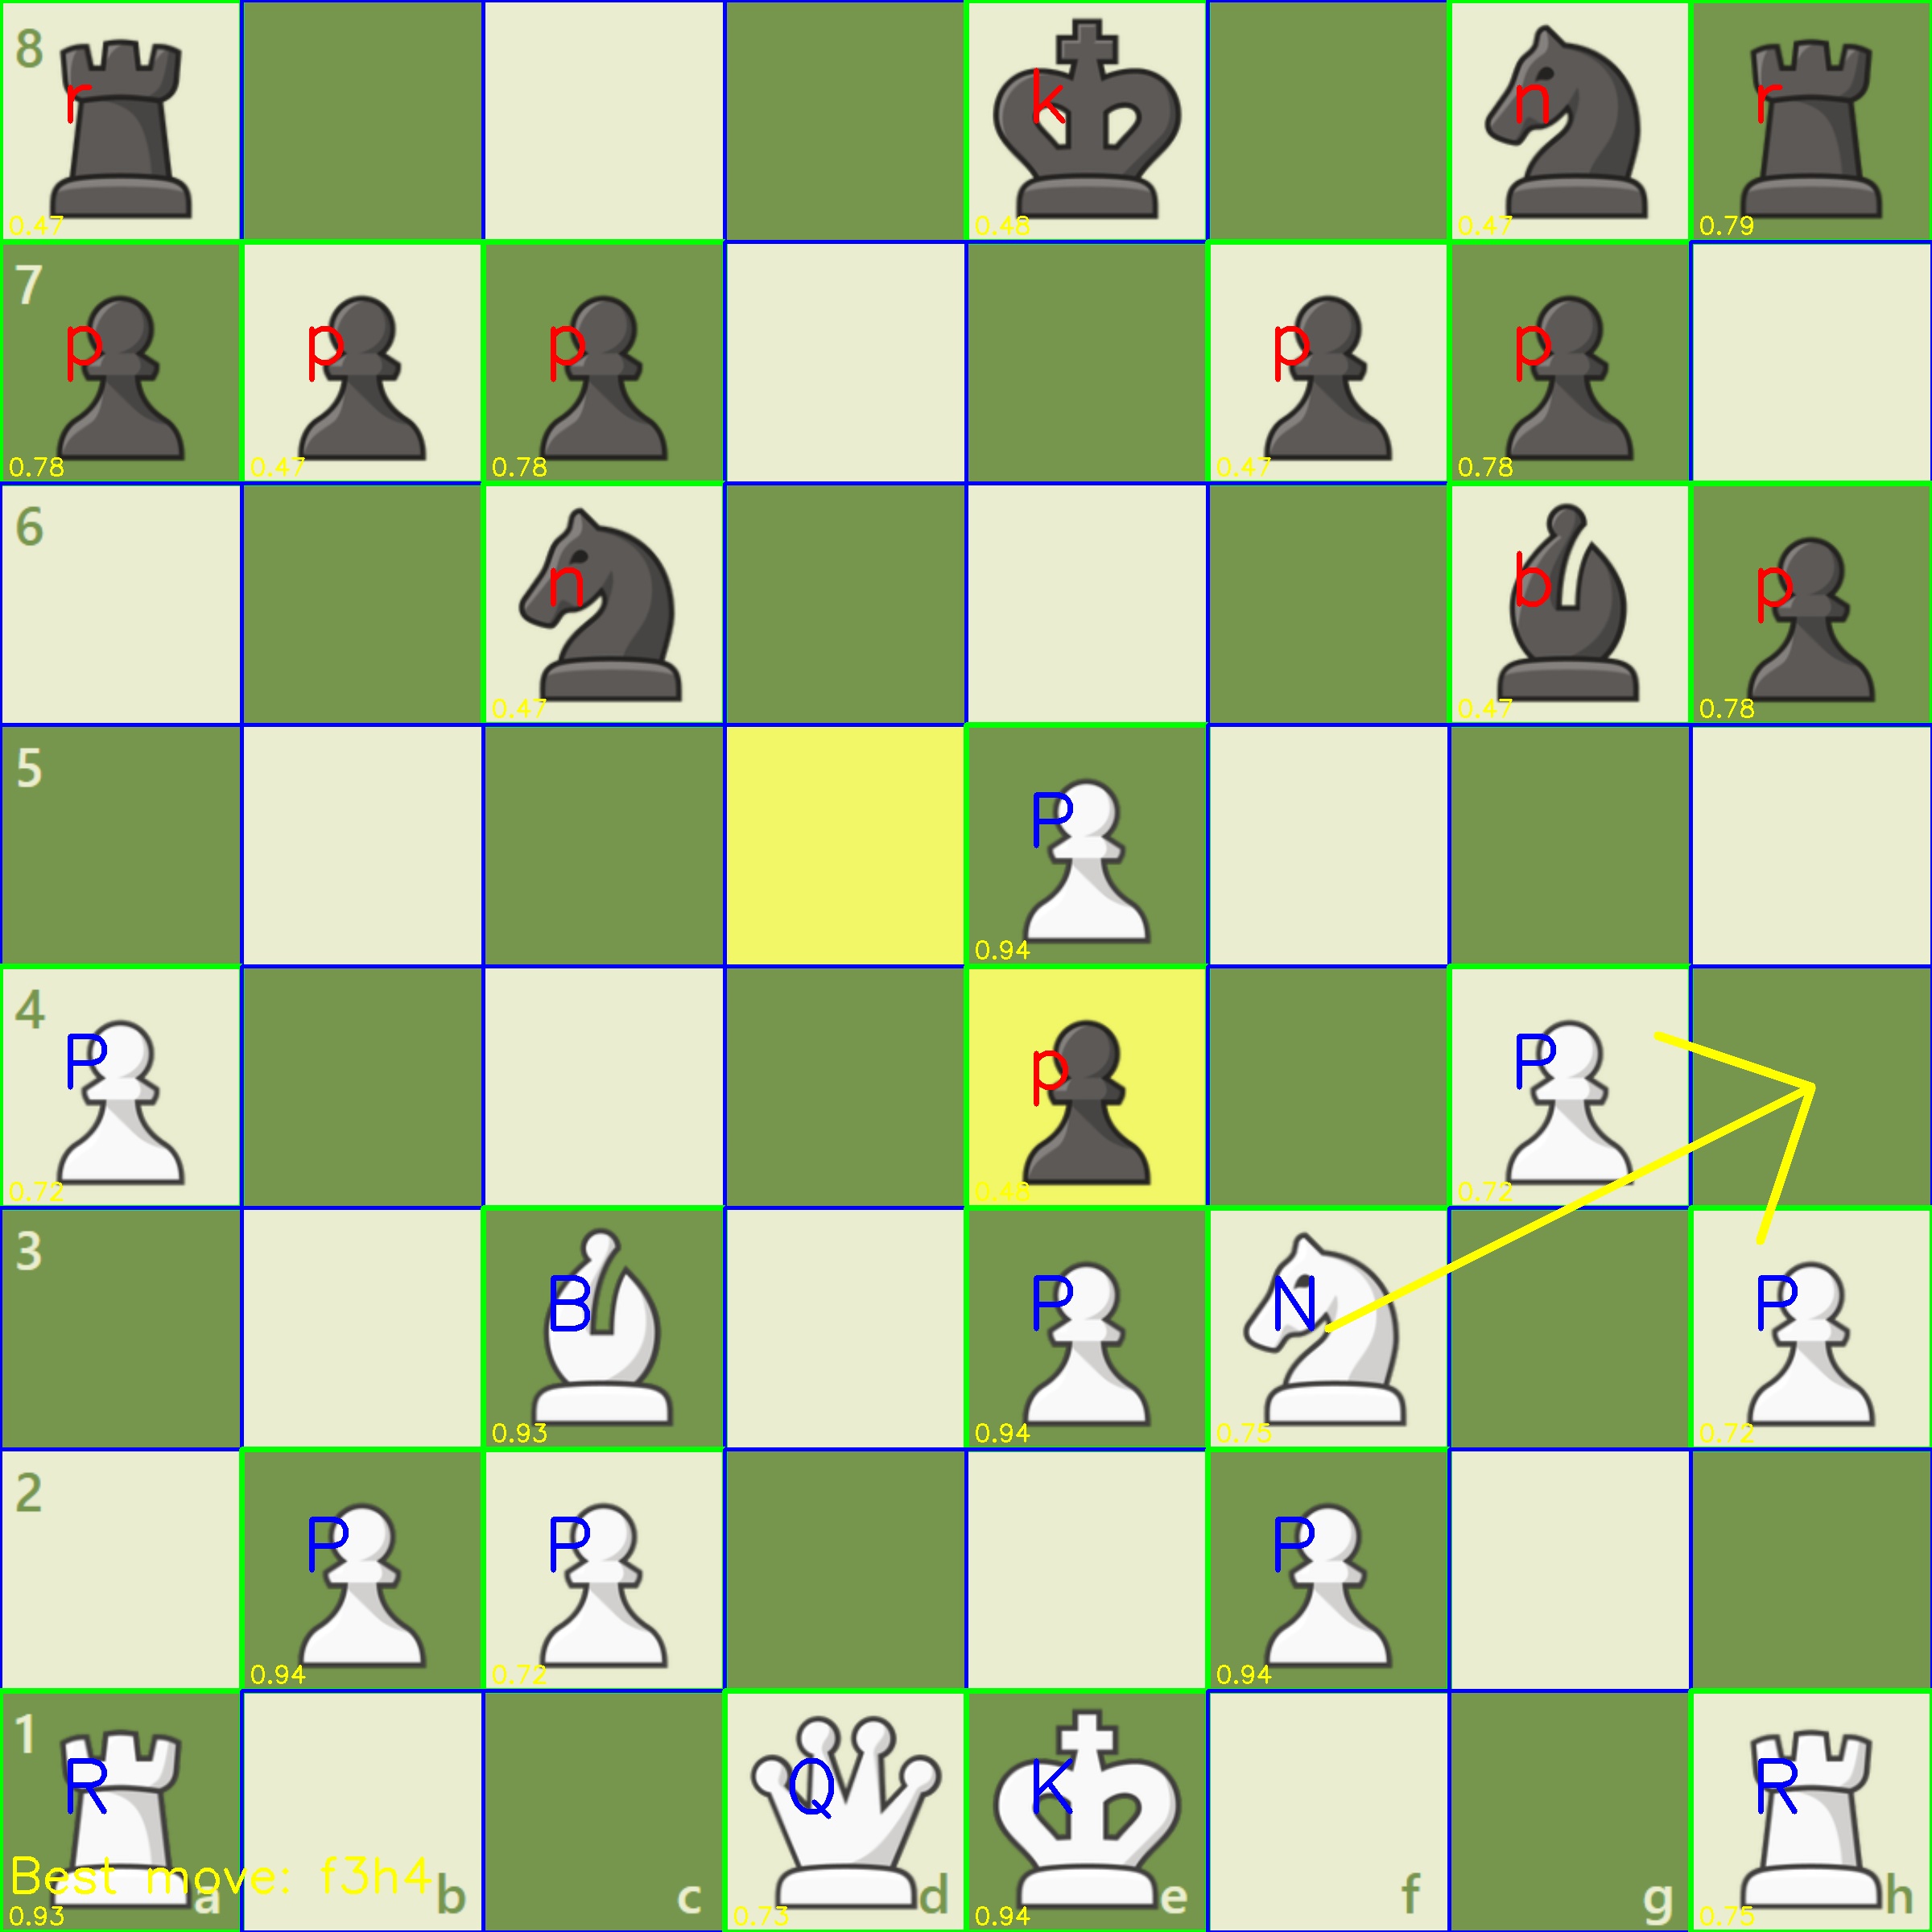 8 r k n r
0.47 0.48 0.47 0.79
7 p p p p p
0.78 0.47 0.78 0.47 0.78
6 n b p
0.47 0.47 0.78
5 P
0.94
4 P p P
0.72 0.48 0.72
3 B P N P
0.93 0.94 0.75 0.72
2 P P P
0.94 0.72 0.94
1 R Q K R
Best move: f3h4
a b c d e f g h
0.93 0.73 0.94 0.75